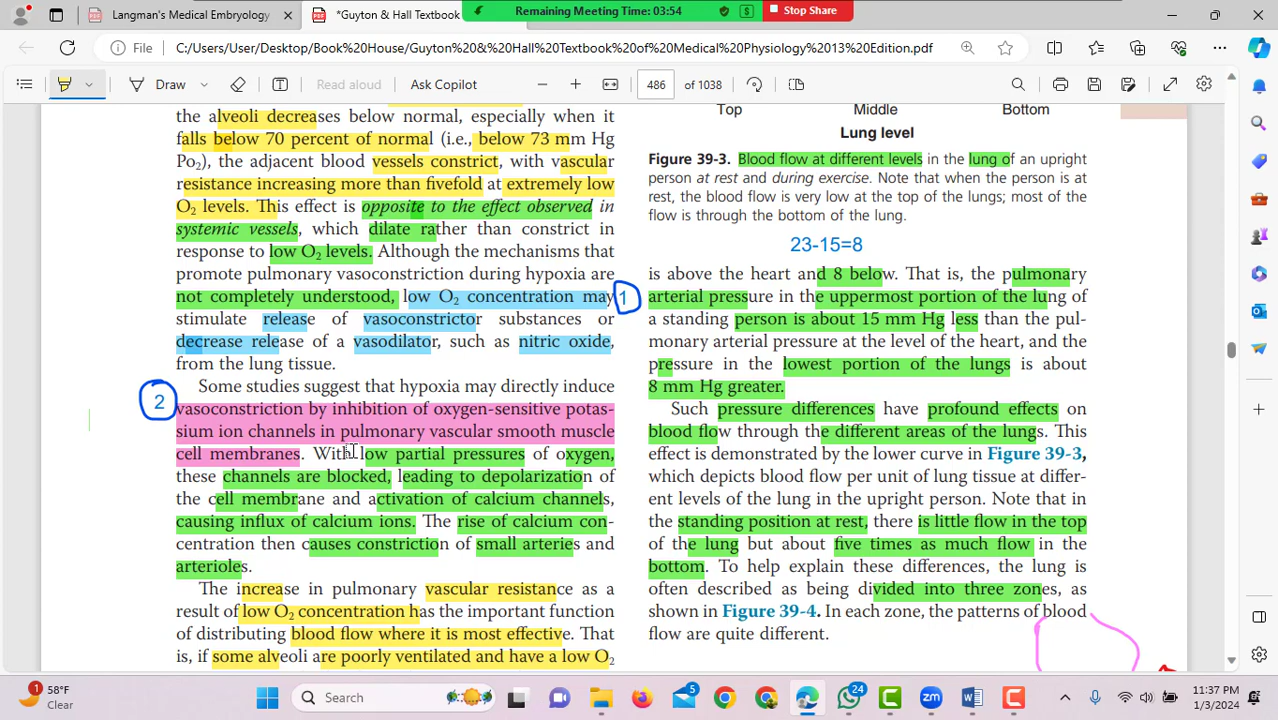 Langman's Medical Embryology
*Guyton & Hall Textbook
Remaining Meeting Time: 03:54
Stop Share
File
C:/Users/User/Desktop/Book%20House/Guyton%20&%20Hall%20Textbook%20of%20Medical%20Physiology%2013%20Edition.pdf
Draw
Read aloud
Ask Copilot
486
of 1038
the alveoli decreases below normal, especially when it
falls below 70 percent of normal (i.e., below 73 mm Hg
Po2), the adjacent blood vessels constrict, with vascular
resistance increasing more than fivefold at extremely low
O2 levels. This effect is opposite to the effect observed in
systemic vessels, which dilate rather than constrict in
response to low O2 levels. Although the mechanisms that
promote pulmonary vasoconstriction during hypoxia are
not completely understood, low O2 concentration may
1
stimulate release of vasoconstrictor substances or
decrease release of a vasodilator, such as nitric oxide,
from the lung tissue.
Some studies suggest that hypoxia may directly induce
2
vasoconstriction by inhibition of oxygen-sensitive potas-
sium ion channels in pulmonary vascular smooth muscle
cell membranes. With low partial pressures of oxygen,
these channels are blocked, leading to depolarization of
the cell membrane and activation of calcium channels,
causing influx of calcium ions. The rise of calcium con-
centration then causes constriction of small arteries and
arterioles.
The increase in pulmonary vascular resistance as a
result of low O2 concentration has the important function
of distributing blood flow where it is most effective. That
is, if some alveoli are poorly ventilated and have a low O2
Top
Middle
Bottom
Lung level
Figure 39-3. Blood flow at different levels in the lung of an upright
person at rest and during exercise. Note that when the person is at
rest, the blood flow is very low at the top of the lungs; most of the
flow is through the bottom of the lung.
23-15=8
is above the heart and 8 below. That is, the pulmonary
arterial pressure in the uppermost portion of the lung of
a standing person is about 15 mm Hg less than the pul-
monary arterial pressure at the level of the heart, and the
pressure in the lowest portion of the lungs is about
8 mm Hg greater.
Such pressure differences have profound effects on
blood flow through the different areas of the lungs. This
effect is demonstrated by the lower curve in Figure 39-3,
which depicts blood flow per unit of lung tissue at differ-
ent levels of the lung in the upright person. Note that in
the standing position at rest, there is little flow in the top
of the lung but about five times as much flow in the
bottom. To help explain these differences, the lung is
often described as being divided into three zones, as
shown in Figure 39-4. In each zone, the patterns of blood
flow are quite different.
1
58°F
Clear
Search
5
24
11:37 PM
1/3/2024